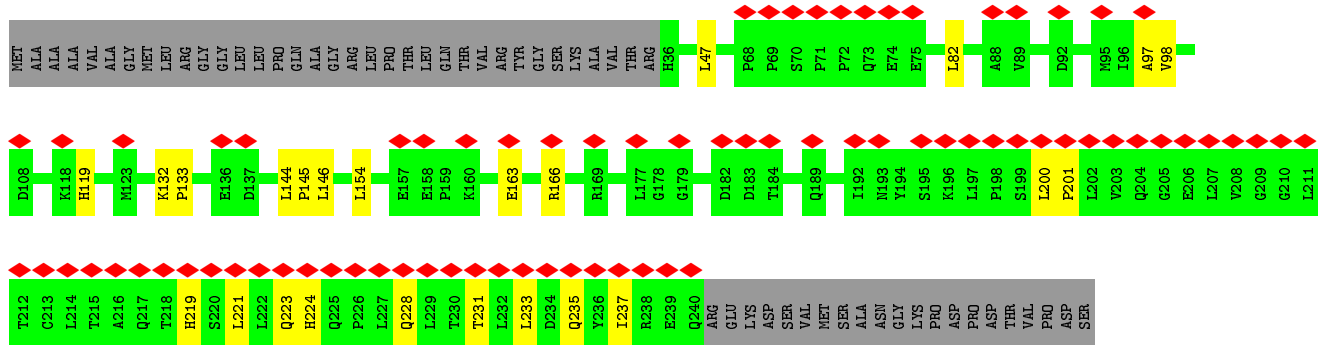 MET ALA ALA ALA VAL ALA GLY MET LEU ARG GLY GLY LEU LEU PRO GLN ALA GLY ARG LEU PRO THR LEU GLN THR VAL ARG TYR GLY SER LYS ALA VAL THR ARG H36 L47 P68 P69 S70 P71 P72 Q73 E74 E75 L82 A88 V89 D92 M95 I96 A97 V98
D108 K118 H119 M123 K132 P133 E136 D137 L144 P145 L146 L154 E157 E158 P159 K160 E163 R166 R169 L177 G178 G179 D182 D183 T184 Q189 I192 N193 Y194 S195 K196 L197 P198 S199 L200 P201 L202 V203 Q204 G205 E206 L207 V208 G209 G210 L211
T212 C213 L214 T215 A216 Q217 T218 H219 S220 L221 L222 Q223 H224 Q225 P226 L227 Q228 L229 T230 T231 L232 L233 D234 Q235 Y236 I237 R238 E239 Q240 ARG GLU LYS ASP SER VAL MET SER ALA ASN GLY LYS PRO ASP PRO ASP THR VAL PRO ASP SER